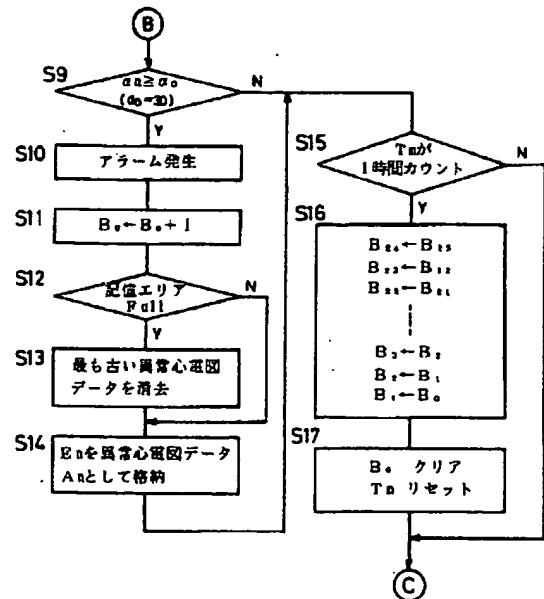 B
S9
αn≧α0
(α0=30)
N
Y
S10
アラーム発生
S11
B0←B0+1
S12
記憶エリア
Full
N
Y
S13
最も古い異常心電図
データを消去
S14
Enを異常心電図データ
Anとして格納
S15
Tmが
1時間カウント
N
Y
S16
B24←B23
B23←B22
B22←B21
B3←B2
B2←B1
B1←B0
S17
B0 クリア
Tm リセット
C